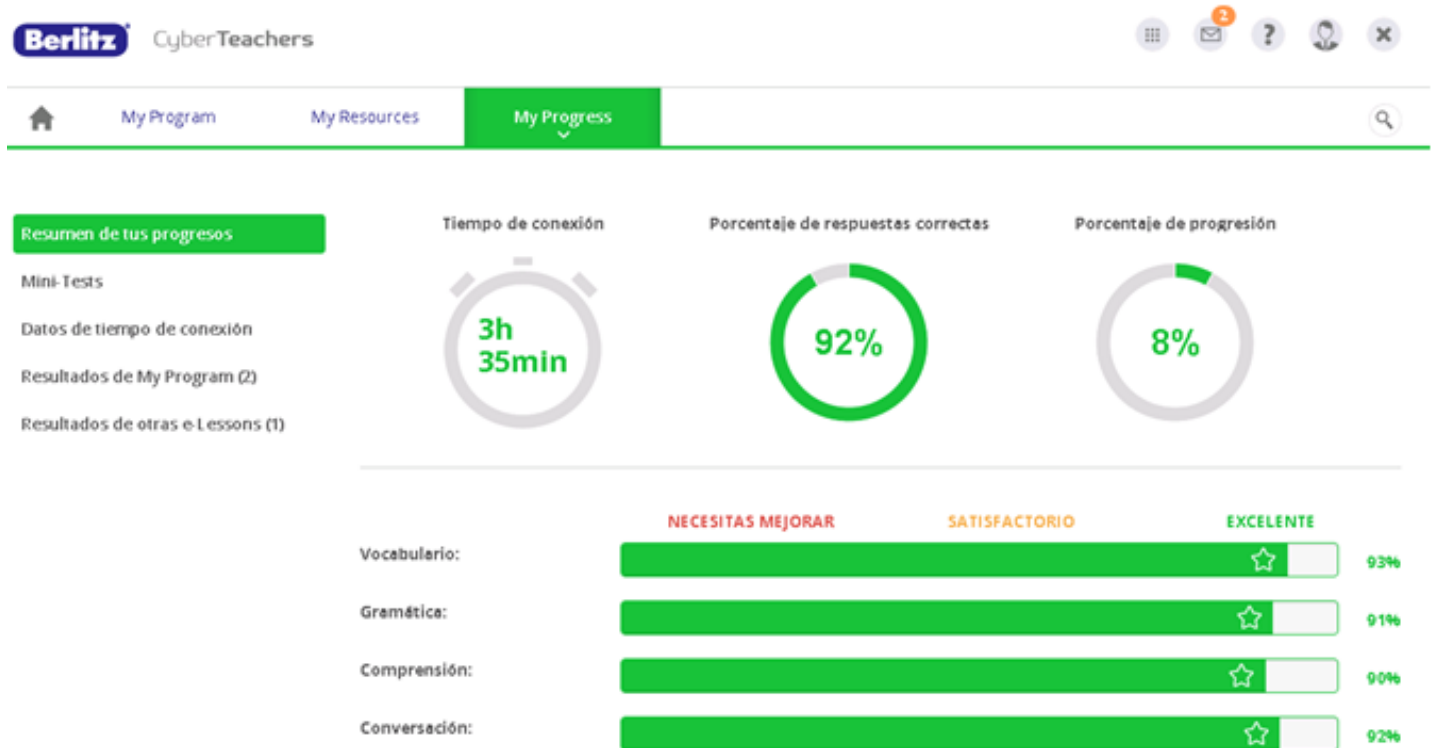 Berlitz CyberTeachers
2
?
My Program My Resources My Progress
Resumen de tus progresos
Mini-Tests
Datos de tiempo de conexión
Resultados de My Program (2)
Resultados de otras e-Lessons (1)
Tiempo de conexión Porcentaje de respuestas correctas Porcentaje de progresión
3h
35min
92%
8%
NECESITAS MEJORAR SATISFACTORIO EXCELENTE
Vocabulario: 93%
Gramática: 91%
Comprensión: 90%
Conversación: 92%